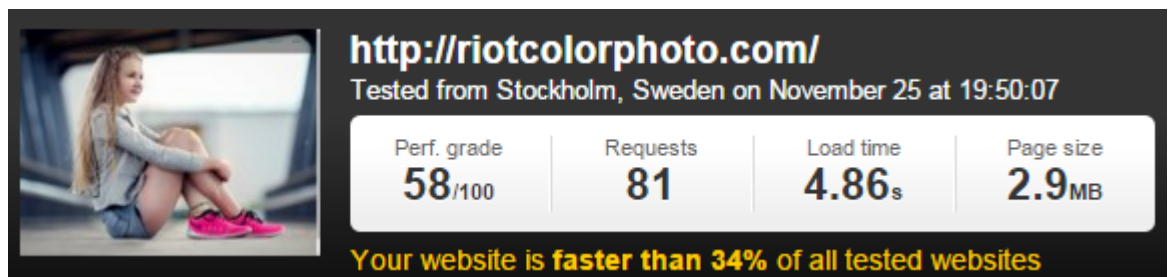 http://riotcolorphoto.com/
Tested from Stockholm, Sweden on November 25 at 19:50:07
Perf. grade Requests Load time Page size
58/100 81 4.86s 2.9MB
Your website is faster than 34% of all tested websites